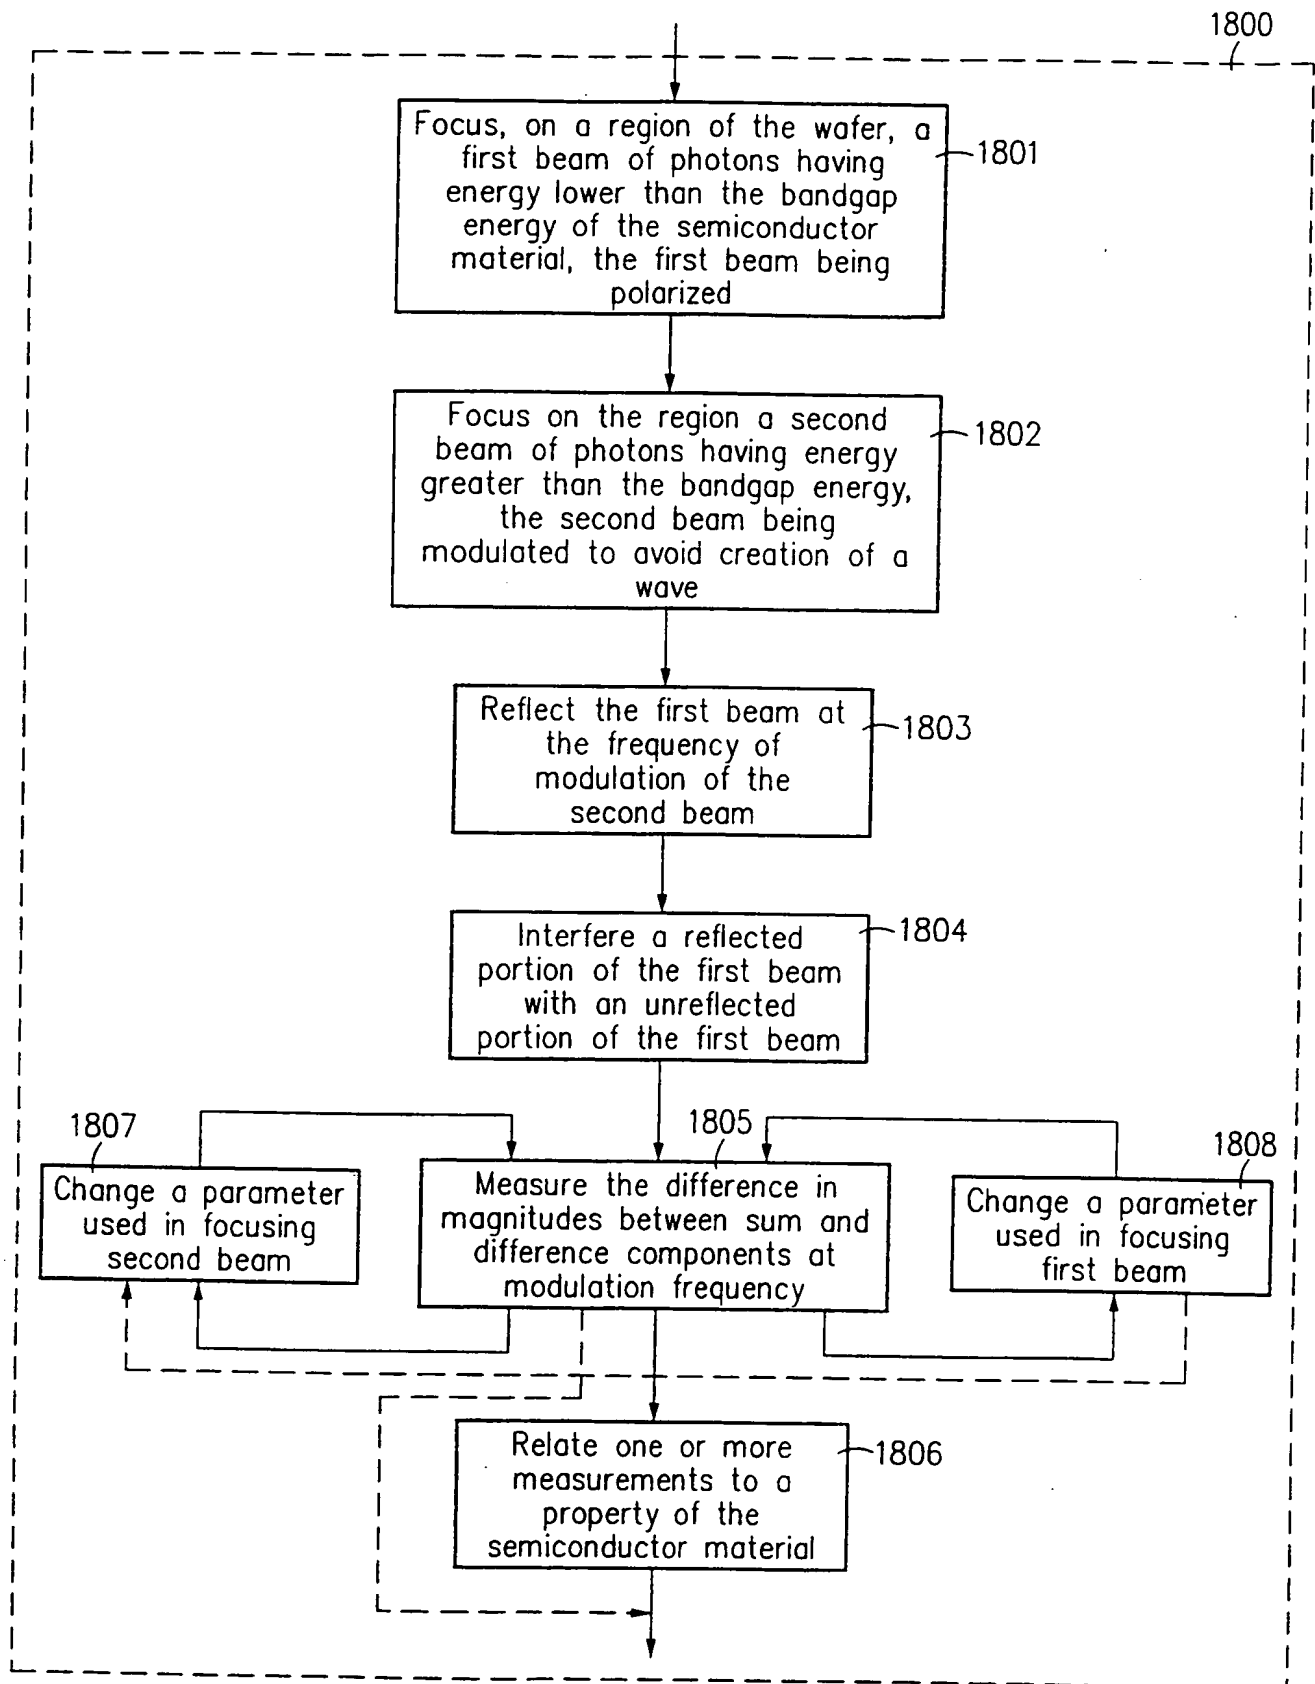 1800
Focus, on a region of the wafer, a
first beam of photons having
energy lower than the bandgap
energy of the semiconductor
material, the first beam being
polarized
1801
Focus on the region a second
beam of photons having energy
greater than the bandgap energy,
the second beam being
modulated to avoid creation of a
wave
1802
Reflect the first beam at
the frequency of
modulation of the
second beam
1803
Interfere a reflected
portion of the first beam
with an unreflected
portion of the first beam
1804
1807
Change a parameter
used in focusing
second beam
1805
Measure the difference in
magnitudes between sum and
difference components at
modulation frequency
1808
Change a parameter
used in focusing
first beam
Relate one or more
measurements to a
property of the
semiconductor material
1806